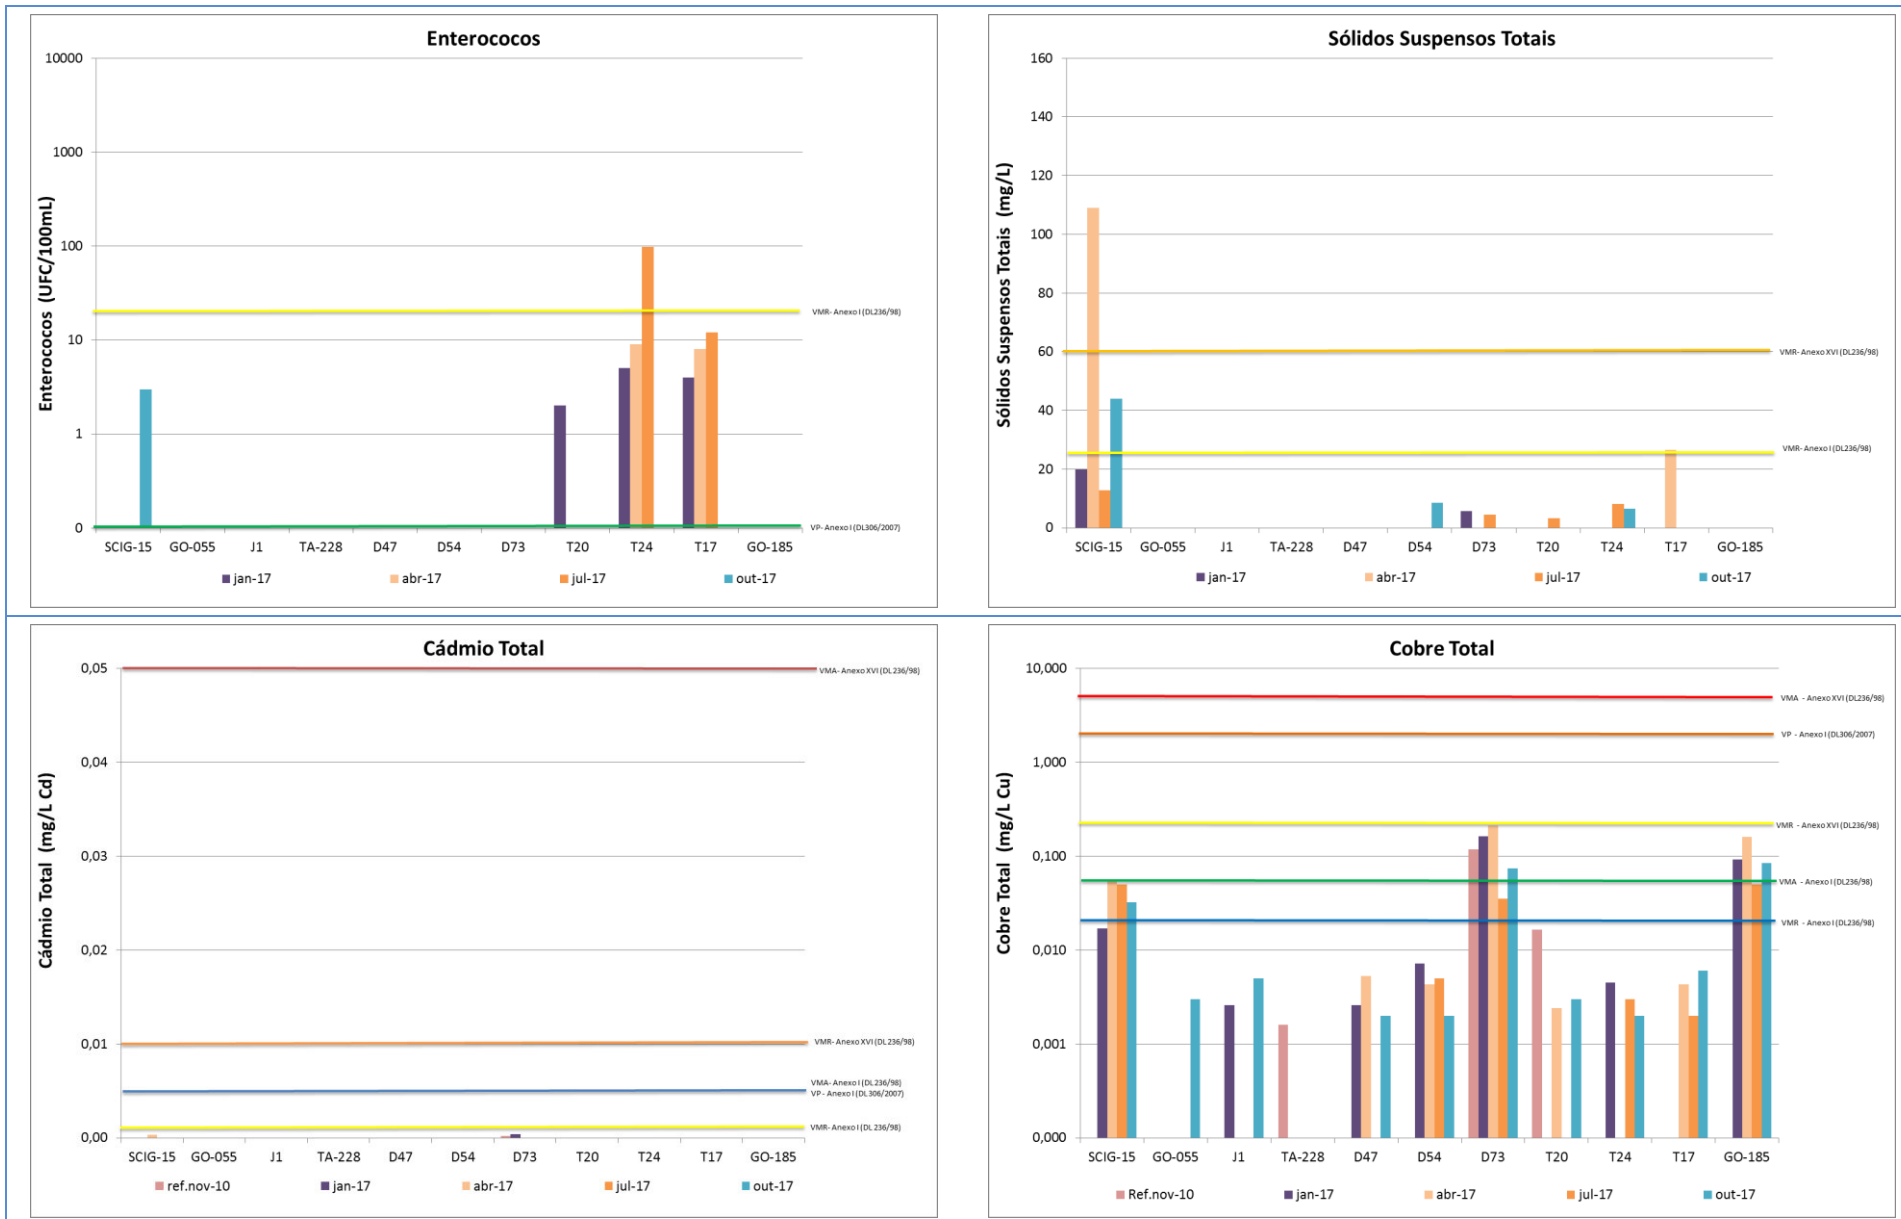 Enterococos
10000
1000
100
10
1
0
Enterococos (UFC/100mL)
VMR- Anexo I (DL236/98)
VP- Anexo I (DL306/2007)
SCIG-15 GO-055 J1 TA-228 D47 D54 D73 T20 T24 T17 GO-185
jan-17 abr-17 jul-17 out-17
Sólidos Suspensos Totais
160
140
120
100
80
60
40
20
0
Sólidos Suspensos Totais (mg/L)
VMR- Anexo XVI (DL236/98)
VMR- Anexo I (DL236/98)
SCIG-15 GO-055 J1 TA-228 D47 D54 D73 T20 T24 T17 GO-185
jan-17 abr-17 jul-17 out-17
Cádmio Total
0,05
0,04
0,03
0,02
0,01
0,00
Cádmio Total (mg/L Cd)
VMA- Anexo XVI (DL236/98)
VMR- Anexo XVI (DL236/98)
VMA- Anexo I (DL236/98)
VP - Anexo I (DL306/2007)
VMR- Anexo I (DL 236/98)
SCIG-15 GO-055 J1 TA-228 D47 D54 D73 T20 T24 T17 GO-185
ref.nov-10 jan-17 abr-17 jul-17 out-17
Cobre Total
10,000
1,000
0,100
0,010
0,001
0,000
Cobre Total (mg/L Cu)
VMA - Anexo XVI (DL236/98)
VP - Anexo I (DL306/2007)
VMR - Anexo XVI (DL236/98)
VMA - Anexo I (DL236/98)
VMR - Anexo I (DL236/98)
SCIG-15 GO-055 J1 TA-228 D47 D54 D73 T20 T24 T17 GO-185
Ref.nov-10 jan-17 abr-17 jul-17 out-17